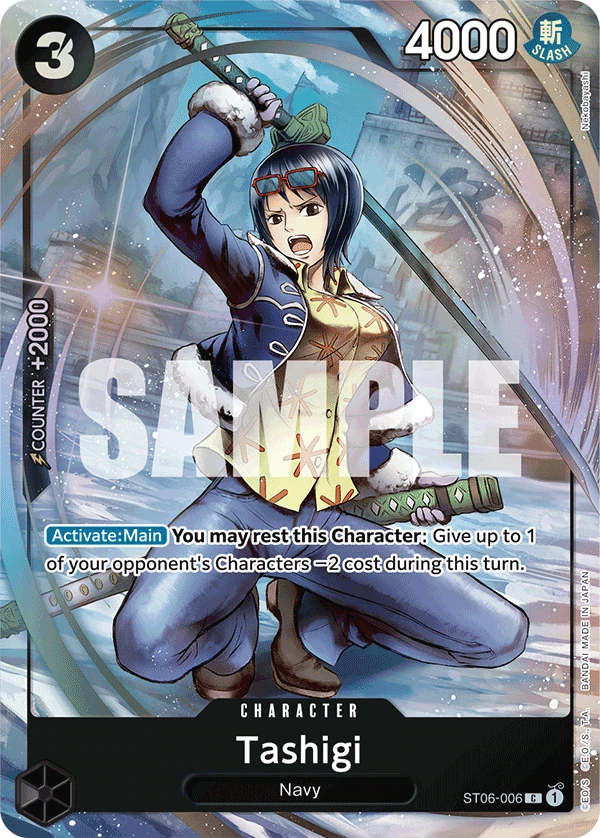 3
4000
斬
SLASH
Nekobayashi
COUNTER +2000
SAMPLE
Activate:Main You may rest this Character: Give up to 1
of your opponent's Characters −2 cost during this turn.
BANDAI MADE IN JAPAN
CHARACTER
Tashigi
Navy
ST06-006 C 1